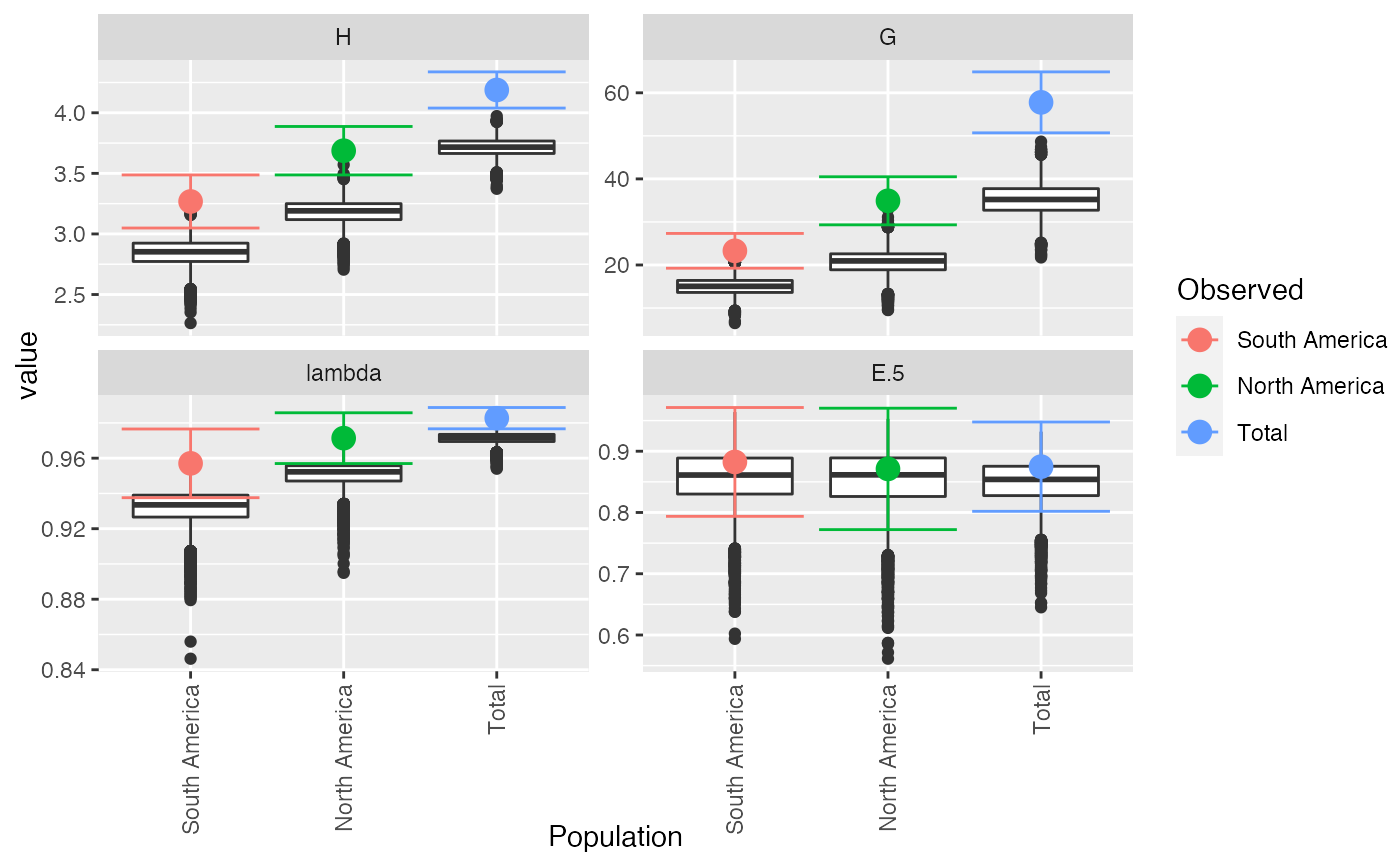 H
G
4.0
3.5
3.0
2.5
60
40
20
value
lambda
E.5
0.96
0.92
0.88
0.84
0.9
0.8
0.7
0.6
South America
North America
Total
South America
North America
Total
Population
Observed
South America
North America
Total